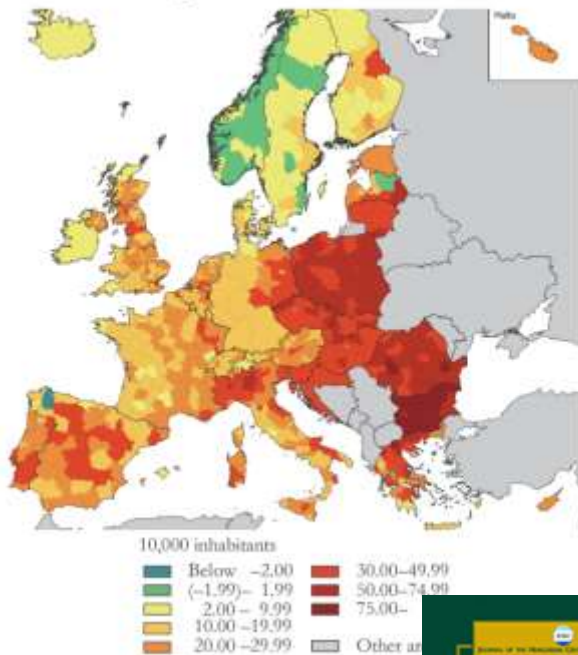 Malta
10,000 inhabitants
Below −2.00
(−1.99)− 1.99
2.00 − 9.99
10.00 −19.99
20.00 −29.99
30.00−49.99
50.00−74.99
75.00−
Other